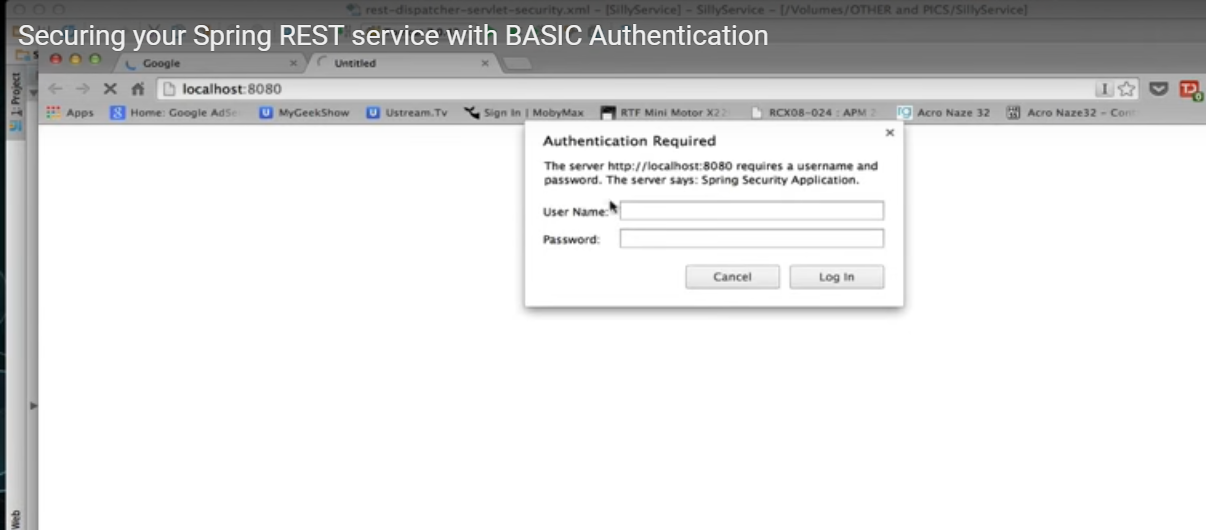 rest-dispatcher-servlet-security.xml – [SillyService] – SillyService – [/Volumes/OTHER and PICS/SillyService]
Securing your Spring REST service with BASIC Authentication
Google
Untitled
1: Project
localhost:8080
Apps
Home: Google AdSe
MyGeekShow
Ustream.Tv
Sign In | MobyMax
RTF Mini Motor X22
RCX08-024 : APM 2
Acro Naze 32
Acro Naze32 – Cont
Authentication Required
The server http://localhost:8080 requires a username and
password. The server says: Spring Security Application.
User Name:
Password:
Cancel
Log In
Web